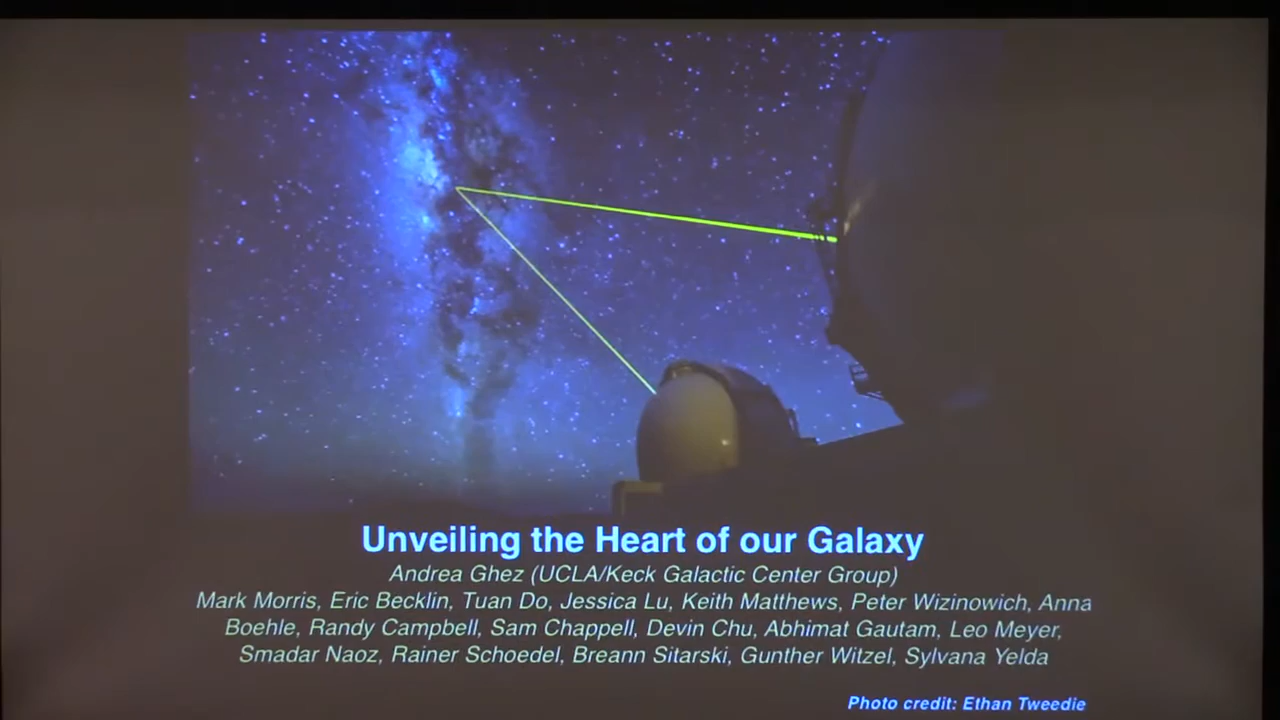 Unveiling the Heart of our Galaxy
Andrea Ghez (UCLA/Keck Galactic Center Group)
Mark Morris, Eric Becklin, Tuan Do, Jessica Lu, Keith Matthews, Peter Wizinowich, Anna
Boehle, Randy Campbell, Sam Chappell, Devin Chu, Abhimat Gautam, Leo Meyer,
Smadar Naoz, Rainer Schoedel, Breann Sitarski, Gunther Witzel, Sylvana Yelda
Photo credit: Ethan Tweedie